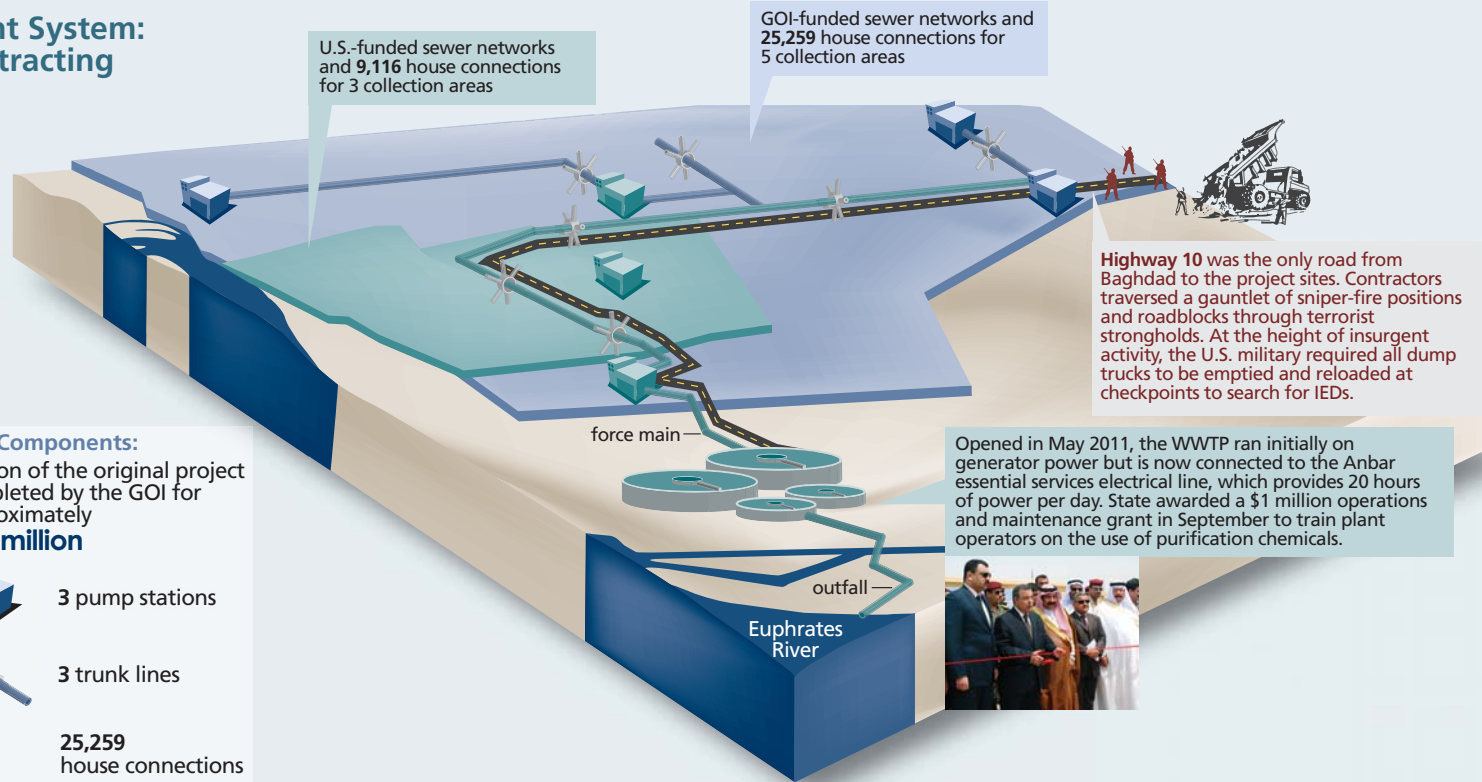 nt System:
tracting
U.S.-funded sewer networks
and 9,116 house connections
for 3 collection areas
GOI-funded sewer networks and
25,259 house connections for
5 collection areas
Highway 10 was the only road from
Baghdad to the project sites. Contractors
traversed a gauntlet of sniper-fire positions
and roadblocks through terrorist
strongholds. At the height of insurgent
activity, the U.S. military required all dump
trucks to be emptied and reloaded at
checkpoints to search for IEDs.
force main
Opened in May 2011, the WWTP ran initially on
generator power but is now connected to the Anbar
essential services electrical line, which provides 20 hours
of power per day. State awarded a $1 million operations
and maintenance grant in September to train plant
operators on the use of purification chemicals.
outfall
Euphrates
River
Components:
on of the original project
pleted by the GOI for
oximately
million
3 pump stations
3 trunk lines
25,259
house connections